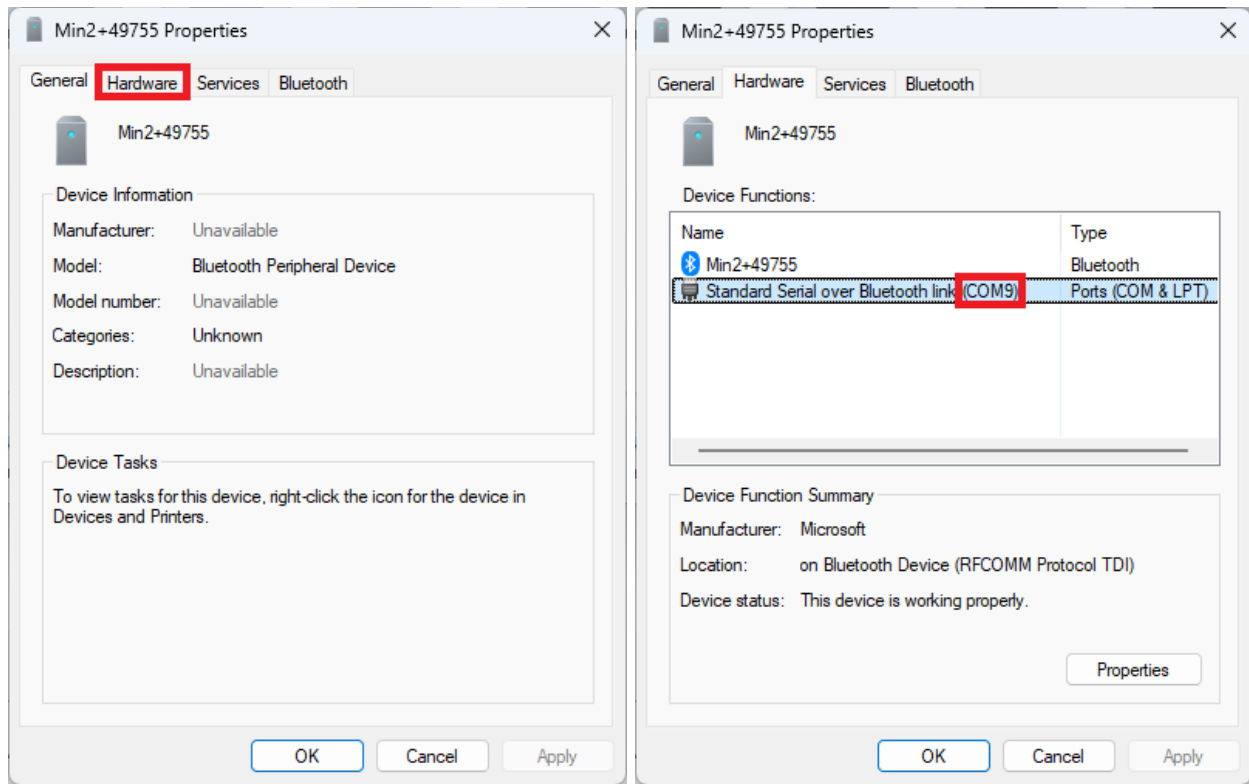 Min2+49755 Properties
General Hardware Services Bluetooth
Min2+49755
Device Information
Manufacturer: Unavailable
Model: Bluetooth Peripheral Device
Model number: Unavailable
Categories: Unknown
Description: Unavailable
Device Tasks
To view tasks for this device, right-click the icon for the device in
Devices and Printers.
OK Cancel Apply
Min2+49755 Properties
General Hardware Services Bluetooth
Min2+49755
Device Functions:
Name Type
Min2+49755 Bluetooth
Standard Serial over Bluetooth link (COM9) Ports (COM & LPT)
Device Function Summary
Manufacturer: Microsoft
Location: on Bluetooth Device (RFCOMM Protocol TDI)
Device status: This device is working properly.
Properties
OK Cancel Apply